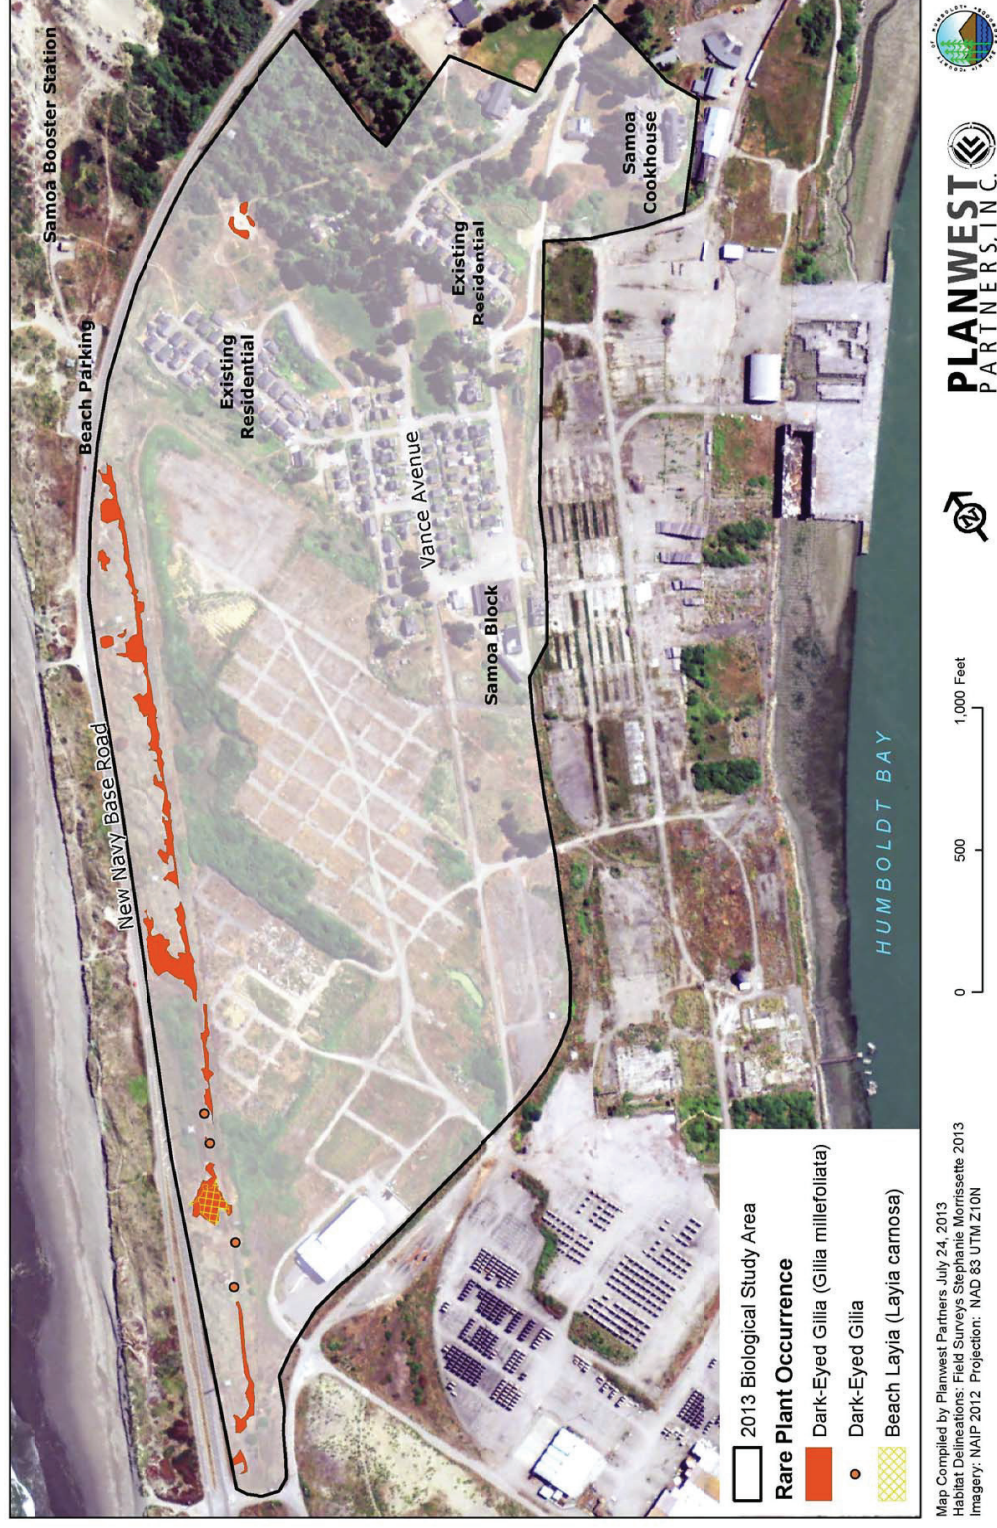 Samoa Booster Station
Beach Parking
New Navy Base Road
Existing
Residential
Existing
Residential
Samoa
Cookhouse
Vance Avenue
Samoa Block
HUMBOLDT BAY
2013 Biological Study Area
Rare Plant Occurrence
Dark-Eyed Gilia (Gilia millefoliata)
Dark-Eyed Gilia
Beach Layia (Layia carnosa)
Map Compiled by Planwest Partners July 24, 2013
Habitat Delineations: Field Surveys Stephanie Morrissette 2013
Imagery: NAIP 2012 Projection: NAD 83 UTM Z10N
0 500 1,000 Feet
N
PLANWEST
PARTNERS, INC.